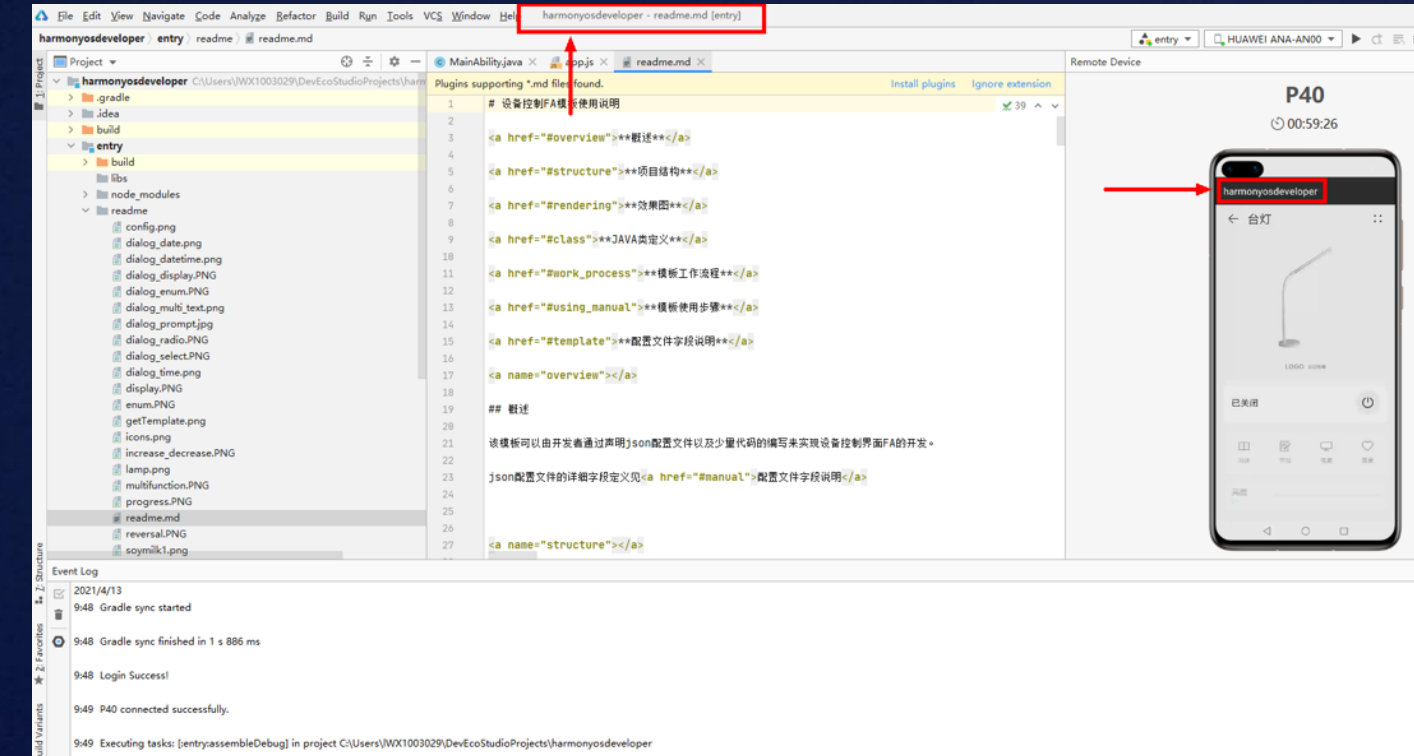 File Edit View Navigate Code Analyze Refactor Build Run Tools VCS Window Help harmonyosdeveloper - readme.md [entry]
harmonyosdeveloper entry readme readme.md
entry HUAWEI ANA-AN00
Project
MainAbility.java app.js readme.md
Remote Device
1: Project
harmonyosdeveloper C:\Users\lWX1003029\DevEcoStudioProjects\harm
.gradle
.idea
build
entry
build
libs
node_modules
readme
config.png
dialog_date.png
dialog_datetime.png
dialog_display.PNG
dialog_enum.PNG
dialog_multi_text.png
dialog_prompt.jpg
dialog_radio.PNG
dialog_select.PNG
dialog_time.png
display.PNG
enum.PNG
getTemplate.png
icons.png
increase_decrease.PNG
lamp.png
multifunction.PNG
progress.PNG
readme.md
reversal.PNG
soymilk1.png
Plugins supporting *.md files found. Install plugins Ignore extension
39
1 # 设备控制FA模板使用说明
2
3 <a href="#overview">**概述**</a>
4
5 <a href="#structure">**项目结构**</a>
6
7 <a href="#rendering">**效果图**</a>
8
9 <a href="#class">**JAVA类定义**</a>
10
11 <a href="#work_process">**模板工作流程**</a>
12
13 <a href="#using_manual">**模板使用步骤**</a>
14
15 <a href="#template">**配置文件字段说明**</a>
16
17 <a name="overview"></a>
18
19 ## 概述
20
21 该模板可以由开发者通过声明json配置文件以及少量代码的编写来实现设备控制界面FA的开发。
22
23 json配置文件的详细字段定义见<a href="#manual">配置文件字段说明</a>
24
25
26
27 <a name="structure"></a>
P40
00:59:26
harmonyosdeveloper
台灯
已关闭
Z: Structure
2: Favorites
Build Variants
Event Log
2021/4/13
9:48 Gradle sync started
9:48 Gradle sync finished in 1 s 886 ms
9:48 Login Success!
9:49 P40 connected successfully.
9:49 Executing tasks: [:entry:assembleDebug] in project C:\Users\lWX1003029\DevEcoStudioProjects\harmonyosdeveloper